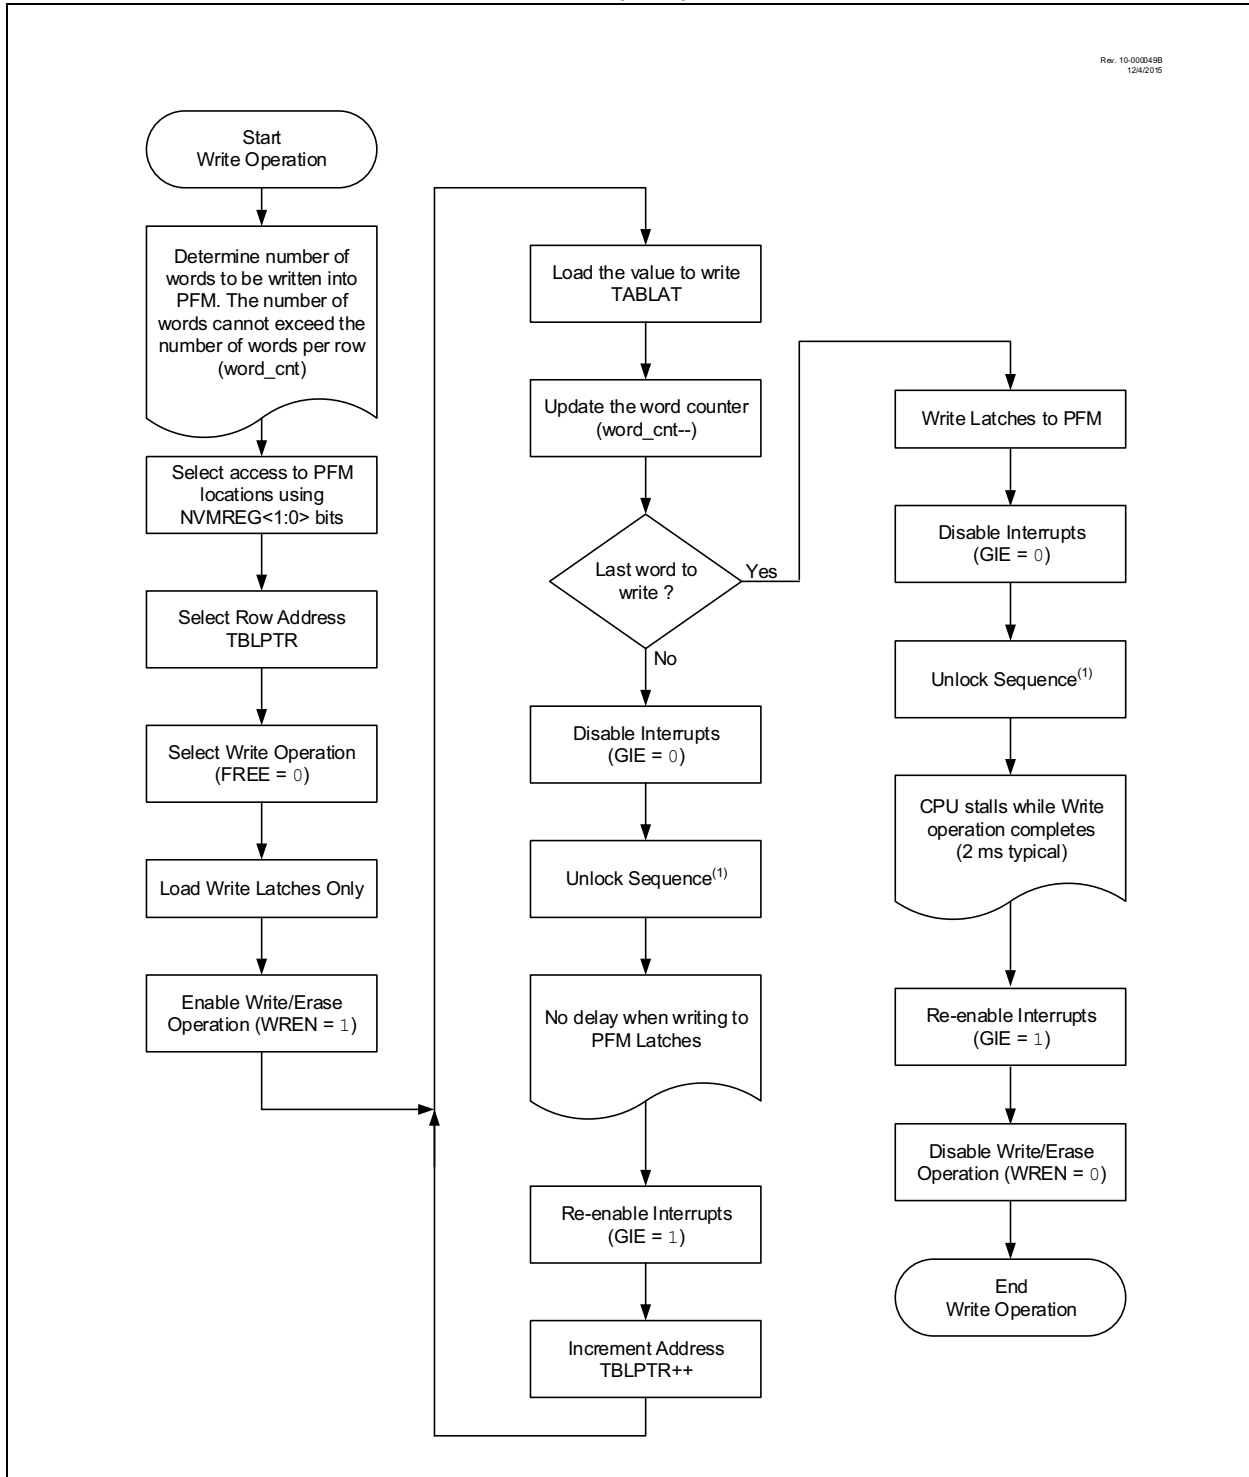 Rev. 10-000049B
12/4/2015
Start
Write Operation
Determine number of
words to be written into
PFM. The number of
words cannot exceed the
number of words per row
(word_cnt)
Select access to PFM
locations using
NVMREG<1:0> bits
Select Row Address
TBLPTR
Select Write Operation
(FREE = 0)
Load Write Latches Only
Enable Write/Erase
Operation (WREN = 1)
Load the value to write
TABLAT
Update the word counter
(word_cnt--)
Last word to
write ?
Yes
No
Disable Interrupts
(GIE = 0)
Unlock Sequence(1)
No delay when writing to
PFM Latches
Re-enable Interrupts
(GIE = 1)
Increment Address
TBLPTR++
Write Latches to PFM
Disable Interrupts
(GIE = 0)
Unlock Sequence(1)
CPU stalls while Write
operation completes
(2 ms typical)
Re-enable Interrupts
(GIE = 1)
Disable Write/Erase
Operation (WREN = 0)
End
Write Operation